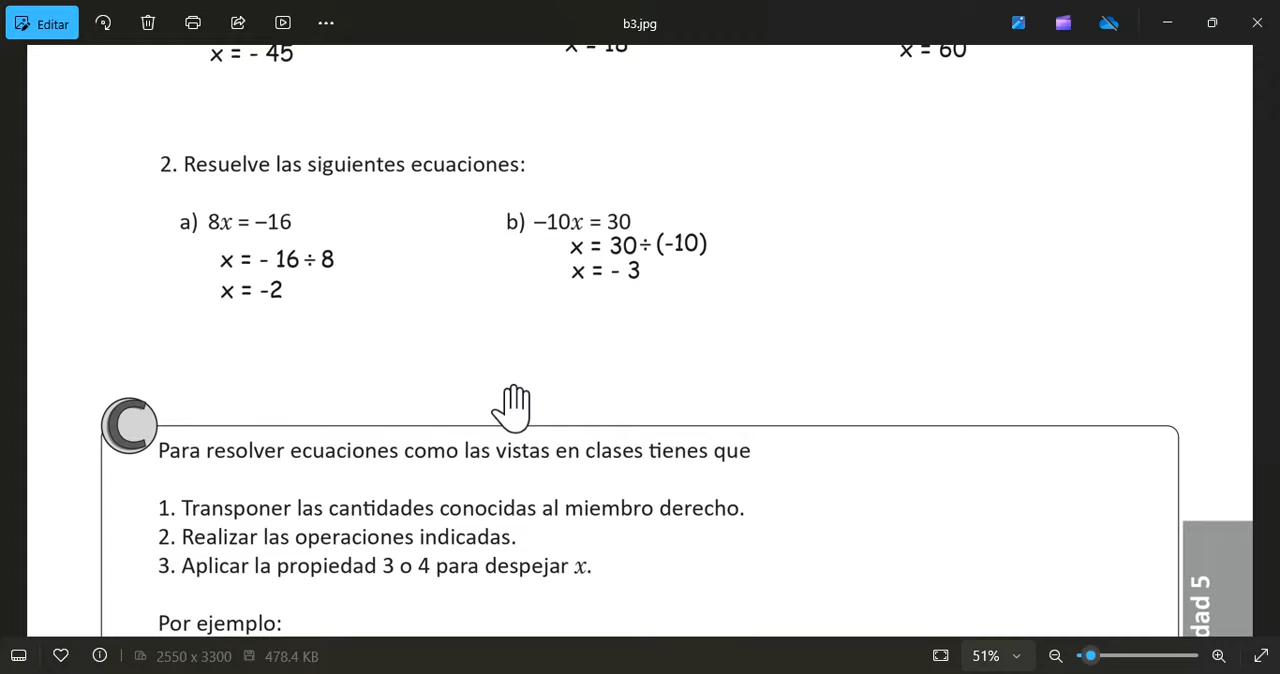 Editar
b3.jpg
x = - 45
x = 18
x = 60
2. Resuelve las siguientes ecuaciones:
a) 8x = –16
x = - 16 ÷ 8
x = -2
b) –10x = 30
x = 30 ÷ (-10)
x = - 3
C
Para resolver ecuaciones como las vistas en clases tienes que
1. Transponer las cantidades conocidas al miembro derecho.
2. Realizar las operaciones indicadas.
3. Aplicar la propiedad 3 o 4 para despejar x.
Por ejemplo:
dad 5
2550 x 3300
478.4 KB
51%